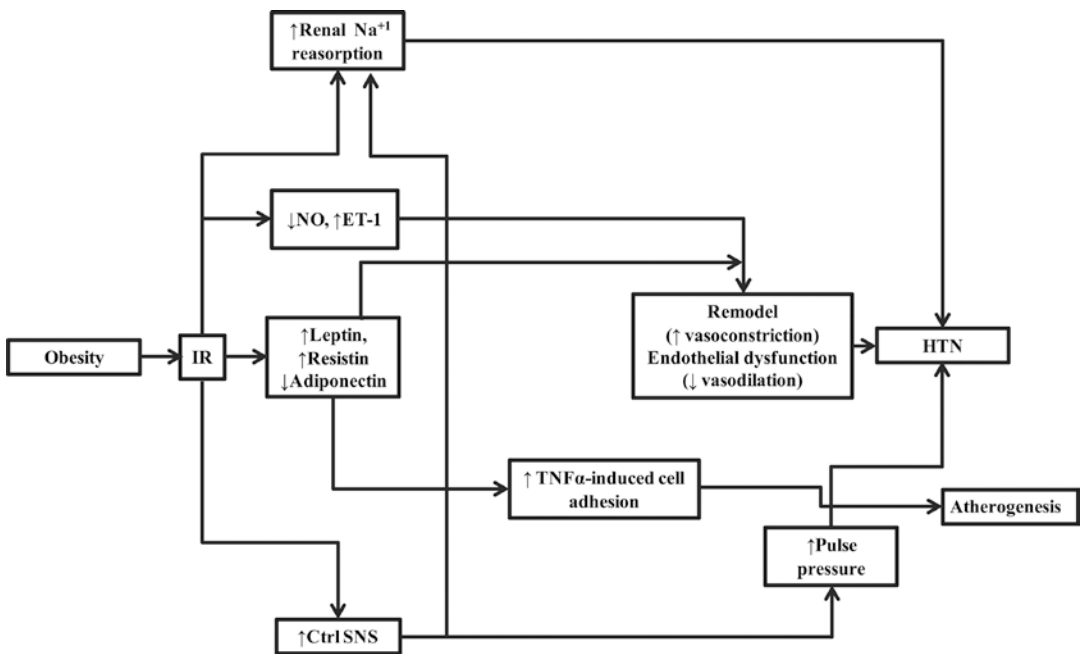 ↑Renal Na⁺¹
reasorption
↓NO, ↑ET-1
Obesity
IR
↑Leptin,
↑Resistin
↓Adiponectin
Remodel
(↑ vasoconstriction)
Endothelial dysfunction
(↓ vasodilation)
HTN
↑ TNFα-induced cell
adhesion
Atherogenesis
↑Pulse
pressure
↑Ctrl SNS